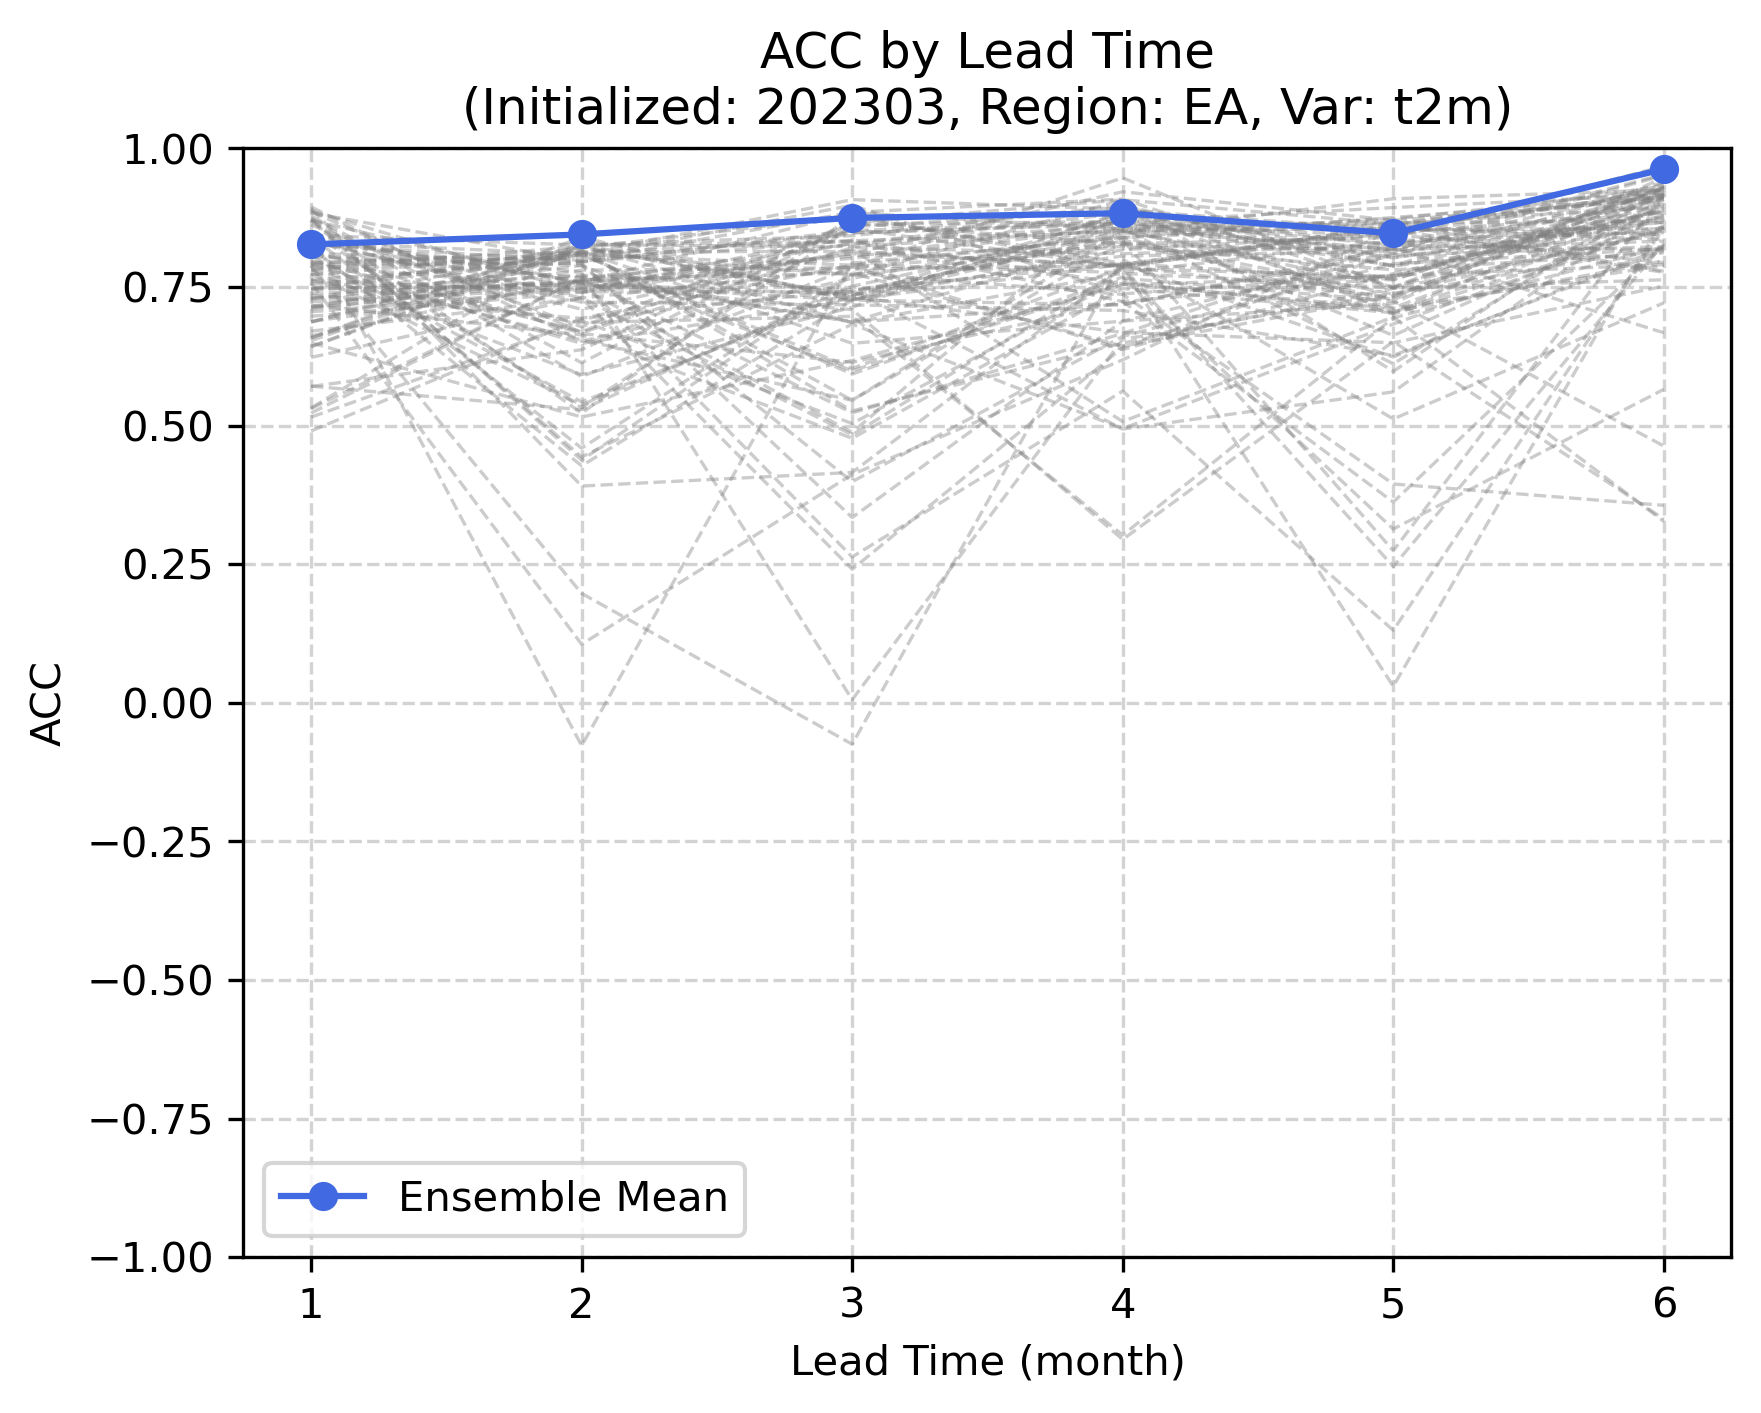 ACC by Lead Time
(Initialized: 202303, Region: EA, Var: t2m)
1.00
0.75
0.50
0.25
0.00
−0.25
−0.50
−0.75
−1.00
ACC
Ensemble Mean
1 2 3 4 5 6
Lead Time (month)